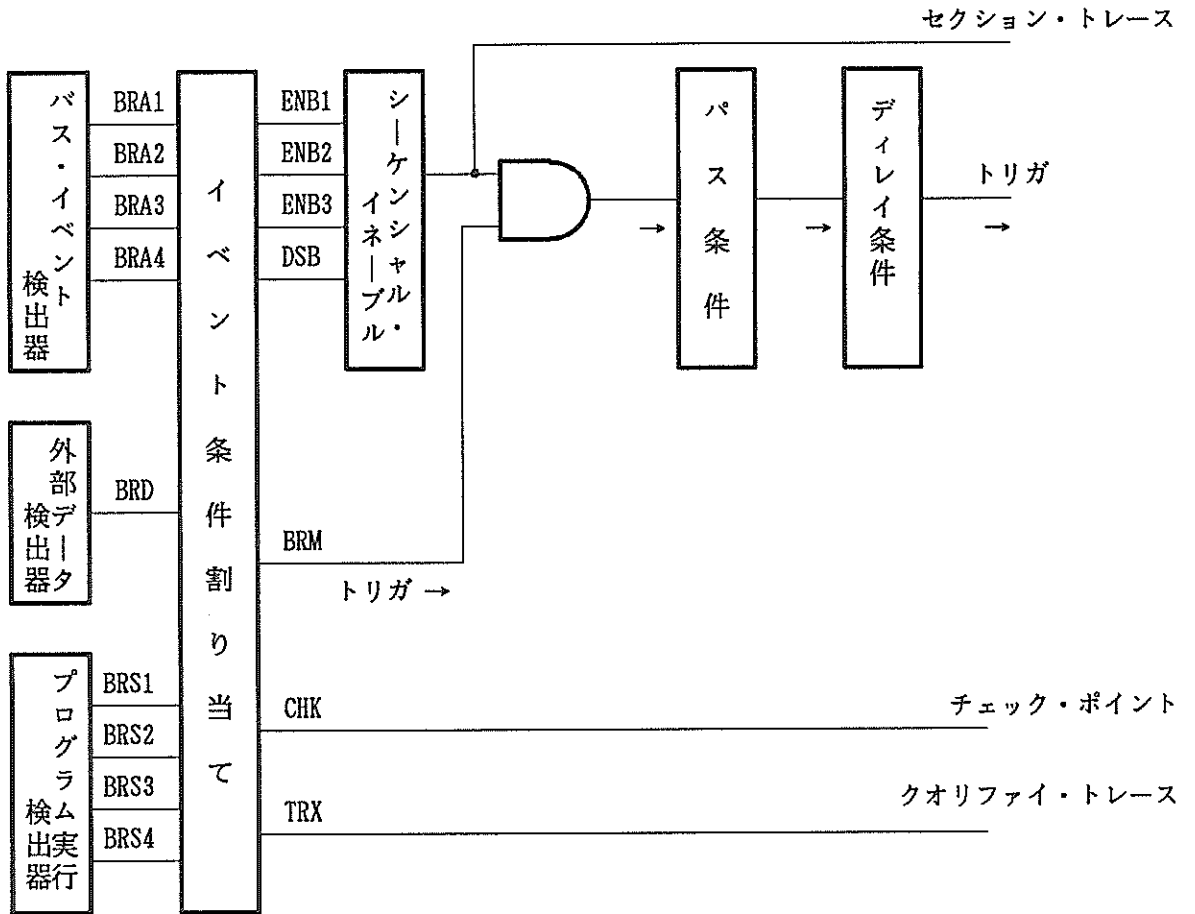 セクション・トレース
バス・イベント
検出器
BRA1
BRA2
BRA3
BRA4
イベント条件割り当て
ENB1
ENB2
ENB3
DSB
シーケンシャル・
イネーブル
パス条件
ディレイ条件
トリガ
→
→
→
外部データ
検出器
BRD
BRM
トリガ →
プログラム実行
検出器
BRS1
BRS2
BRS3
BRS4
CHK
チェック・ポイント
TRX
クオリファイ・トレース